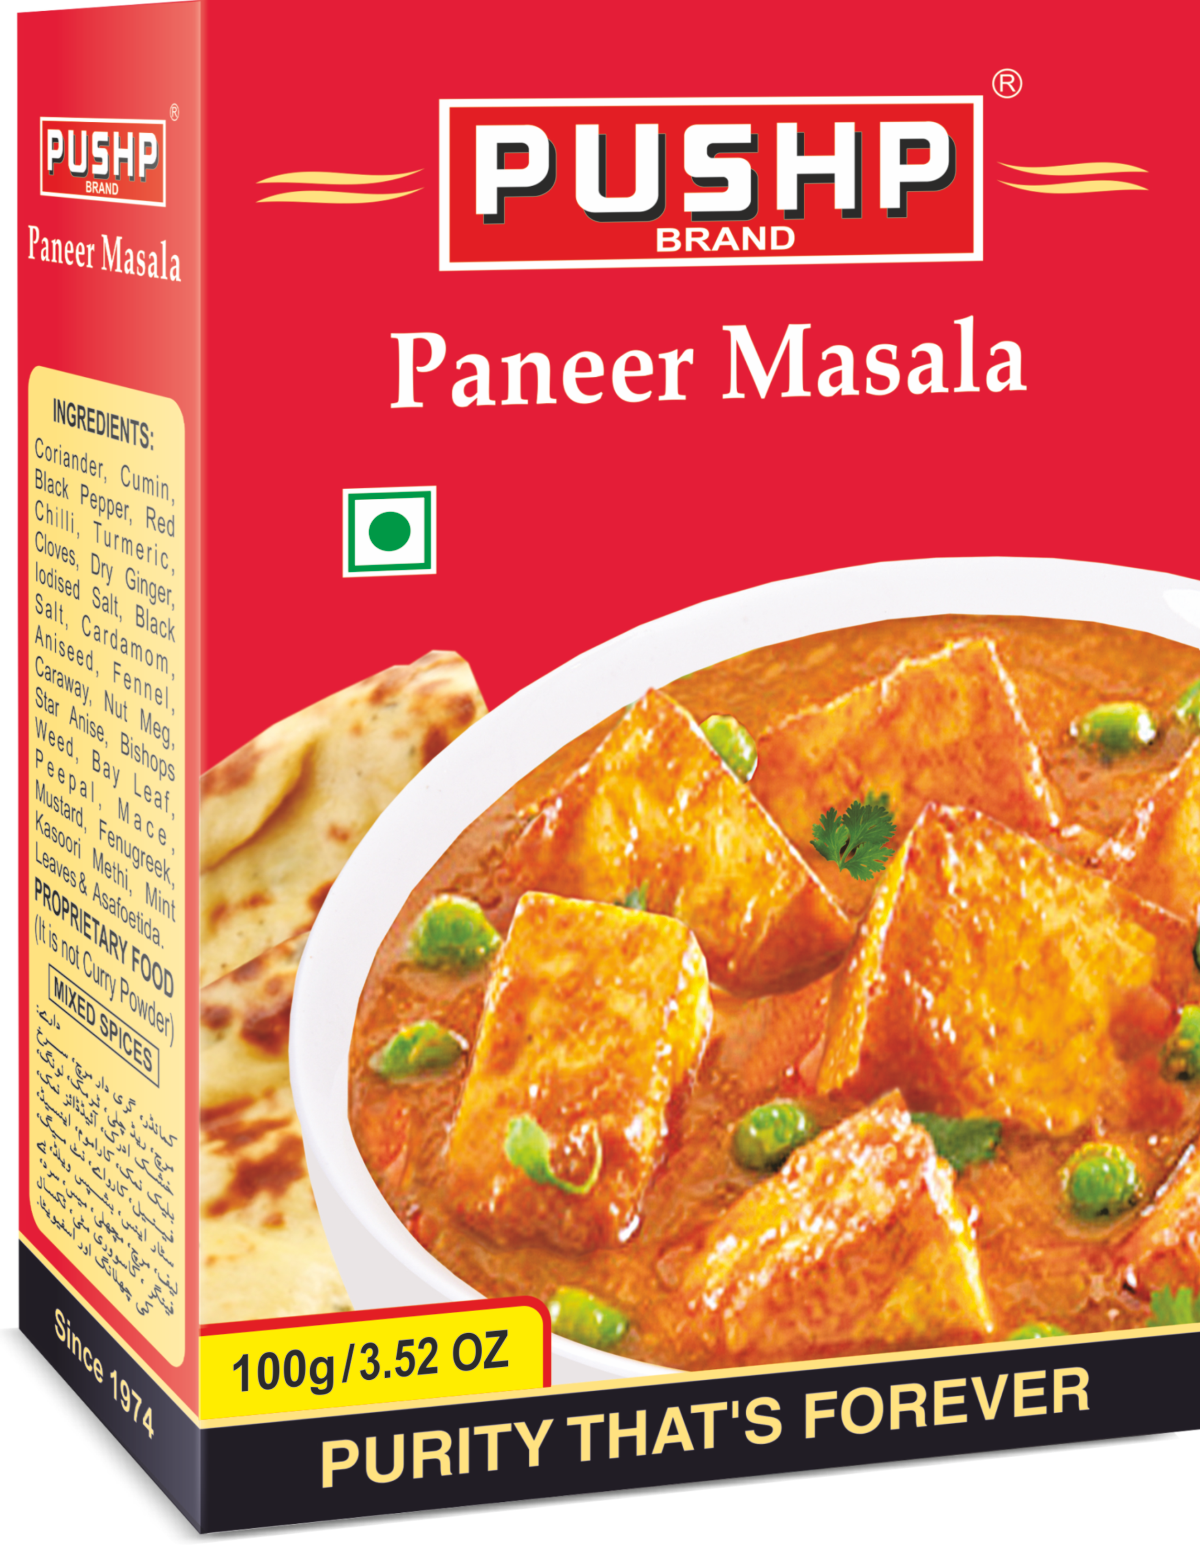 PUSHP
BRAND
®
Paneer Masala
INGREDIENTS:
Coriander, Cumin,
Black Pepper, Red
Chilli, Turmeric,
Cloves, Dry Ginger,
Iodised Salt, Black
Salt, Cardamom,
Aniseed, Fennel,
Caraway, Nut Meg,
Star Anise, Bishops
Weed, Bay Leaf,
Peepal, Mace,
Mustard, Fenugreek,
Kasoori Methi, Mint
Leaves & Asafoetida.
PROPRIETARY FOOD
(It is not Curry Powder)
MIXED SPICES
Since 1974
PUSHP
BRAND
®
Paneer Masala
100g/3.52 OZ
PURITY THAT'S FOREVER